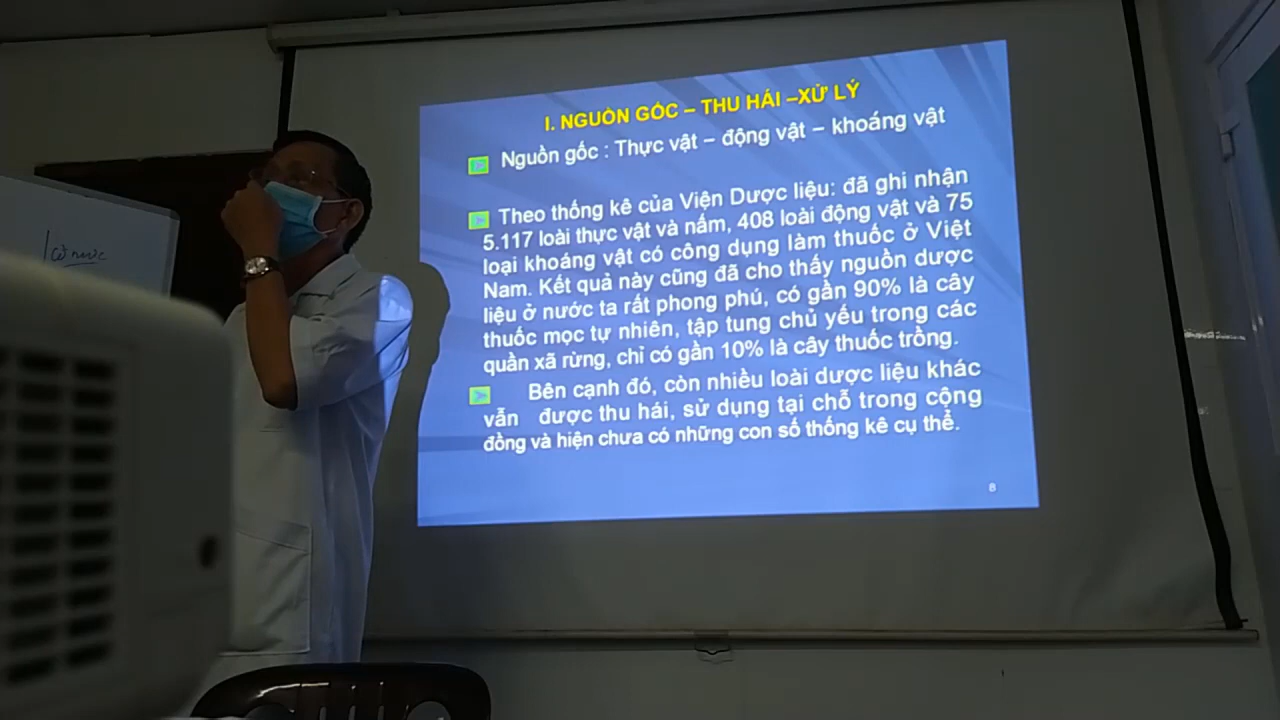 I. NGUỒN GỐC – THU HÁI –XỬ LÝ
Nguồn gốc : Thực vật – động vật – khoáng vật
Theo thống kê của Viện Dược liệu: đã ghi nhận
5.117 loài thực vật và nấm, 408 loài động vật và 75
loại khoáng vật có công dụng làm thuốc ở Việt
Nam. Kết quả này cũng đã cho thấy nguồn dược
liệu ở nước ta rất phong phú, có gần 90% là cây
thuốc mọc tự nhiên, tập tung chủ yếu trong các
quần xã rừng, chỉ có gần 10% là cây thuốc trồng.
Bên cạnh đó, còn nhiều loài dược liệu khác
vẫn được thu hái, sử dụng tại chỗ trong cộng
đồng và hiện chưa có những con số thống kê cụ thể.
8